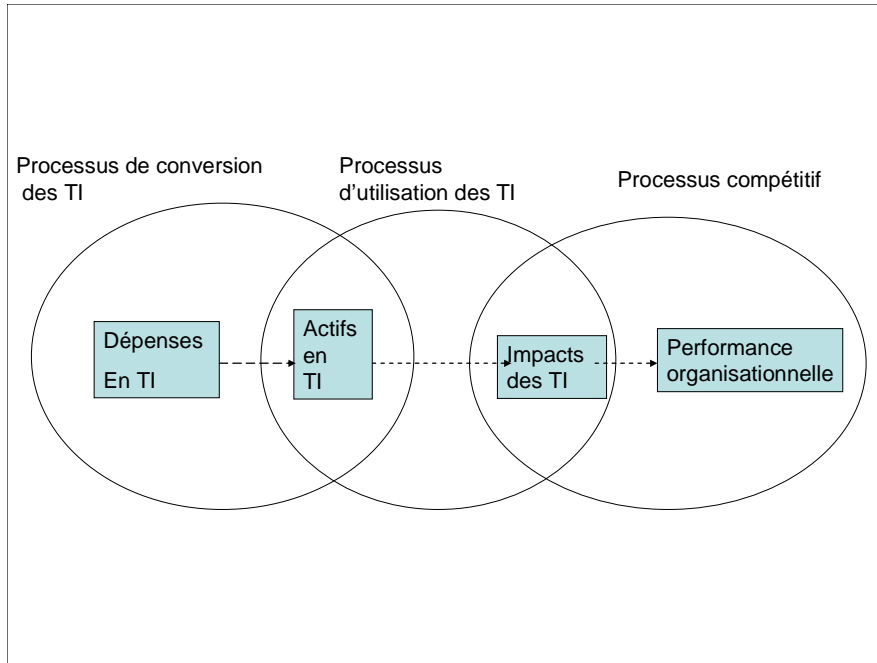 Processus de conversion
des TI
Processus
d'utilisation des TI
Processus compétitif
Dépenses
En TI
Actifs
en
TI
Impacts
des TI
Performance
organisationnelle